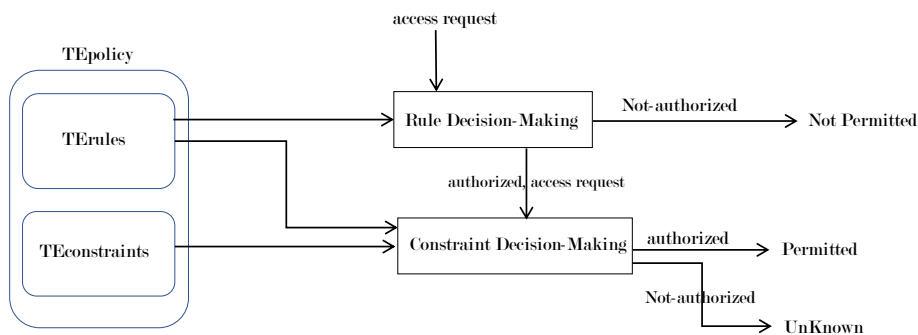 access request
TEpolicy
Not-authorized
TErules
Rule Decision-Making
Not Permitted
authorized, access request
TEconstraints
Constraint Decision-Making
authorized
Permitted
Not-authorized
UnKnown